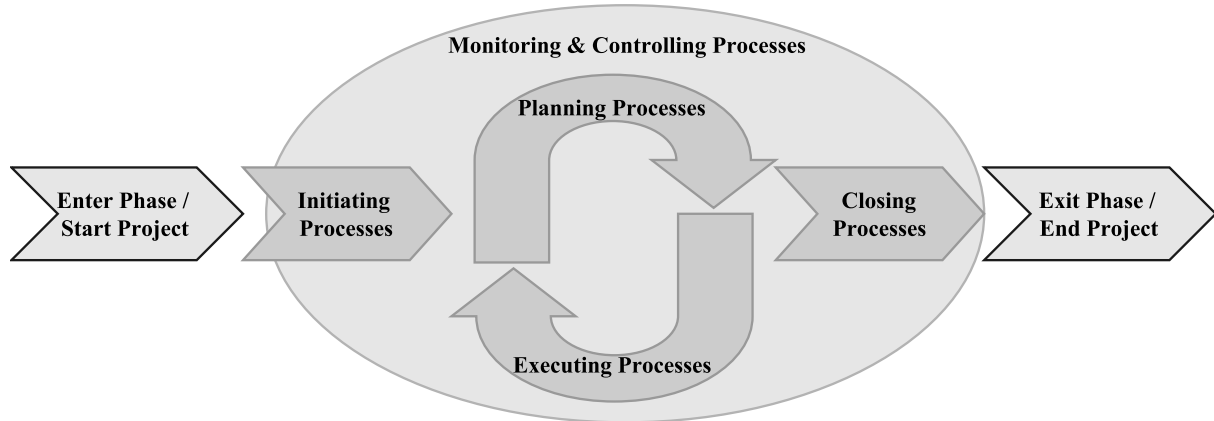 Monitoring & Controlling Processes
Planning Processes
Enter Phase /
Start Project
Initiating
Processes
Closing
Processes
Exit Phase /
End Project
Executing Processes